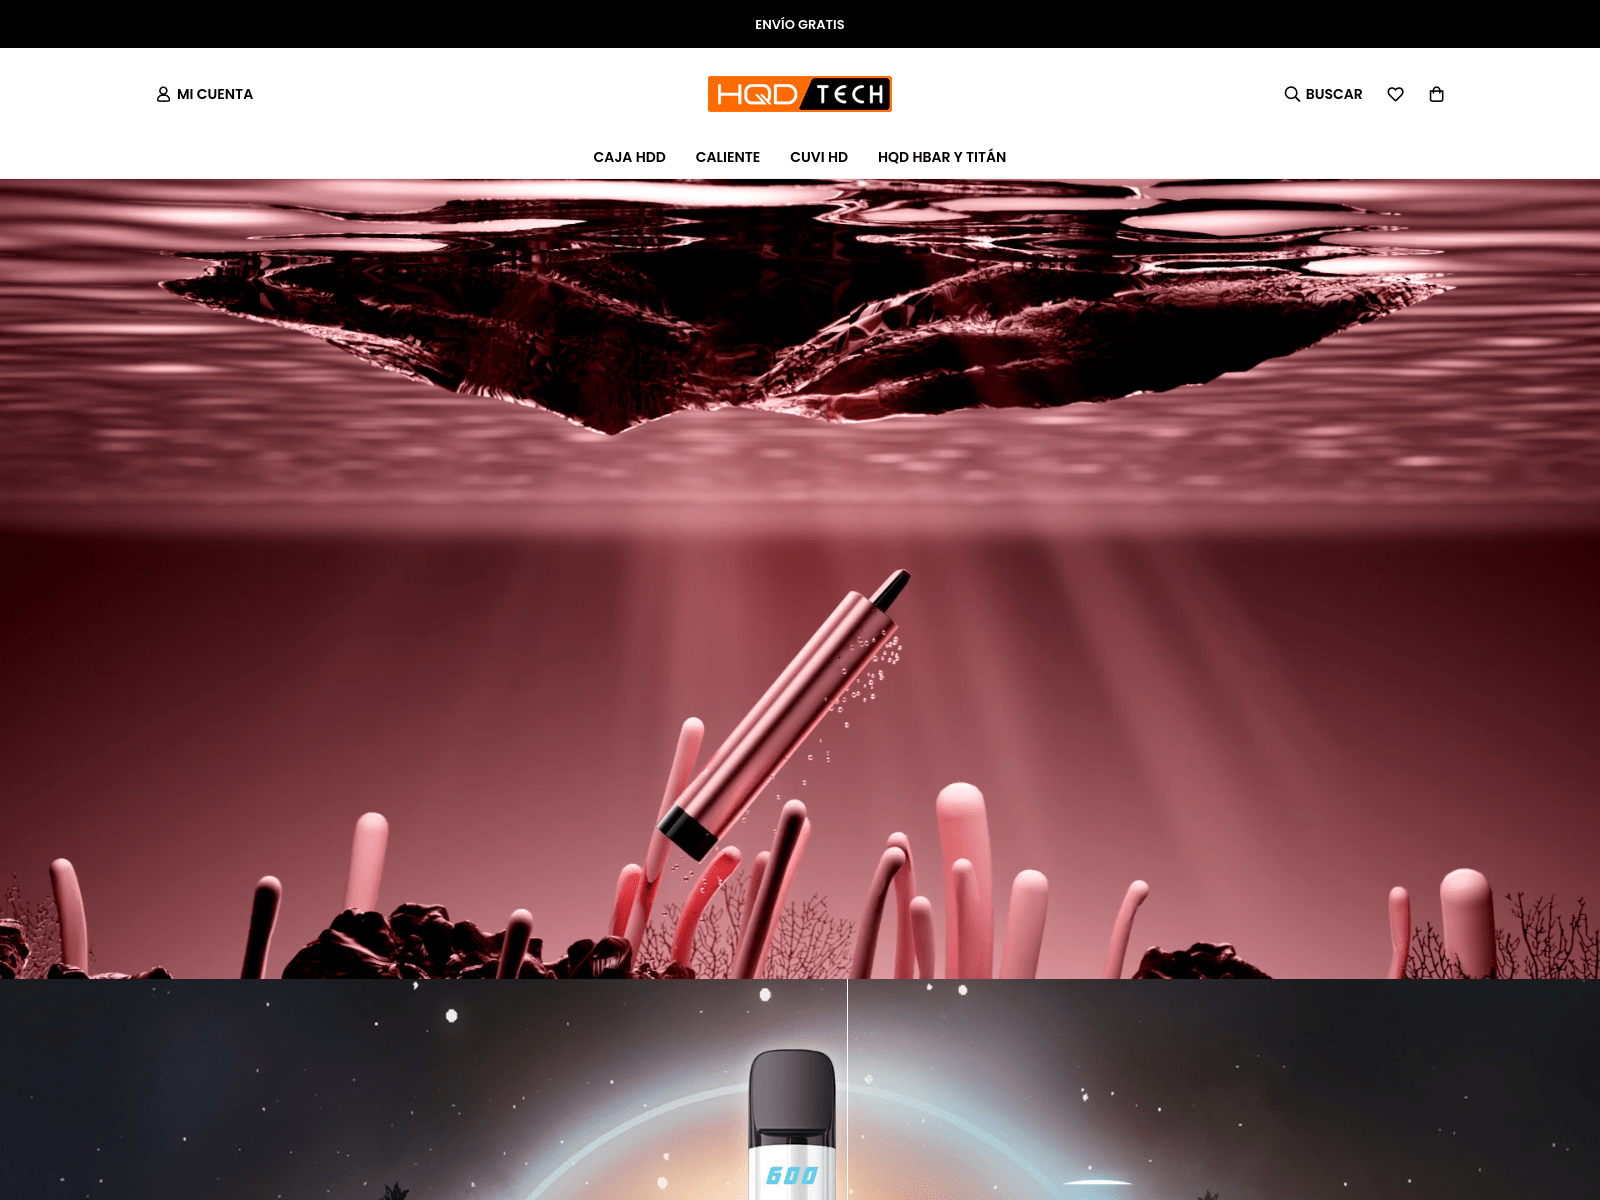 ENVÍO GRATIS
MI CUENTA
HQD TECH
BUSCAR
CAJA HDD CALIENTE CUVI HD HQD HBAR Y TITÁN
600